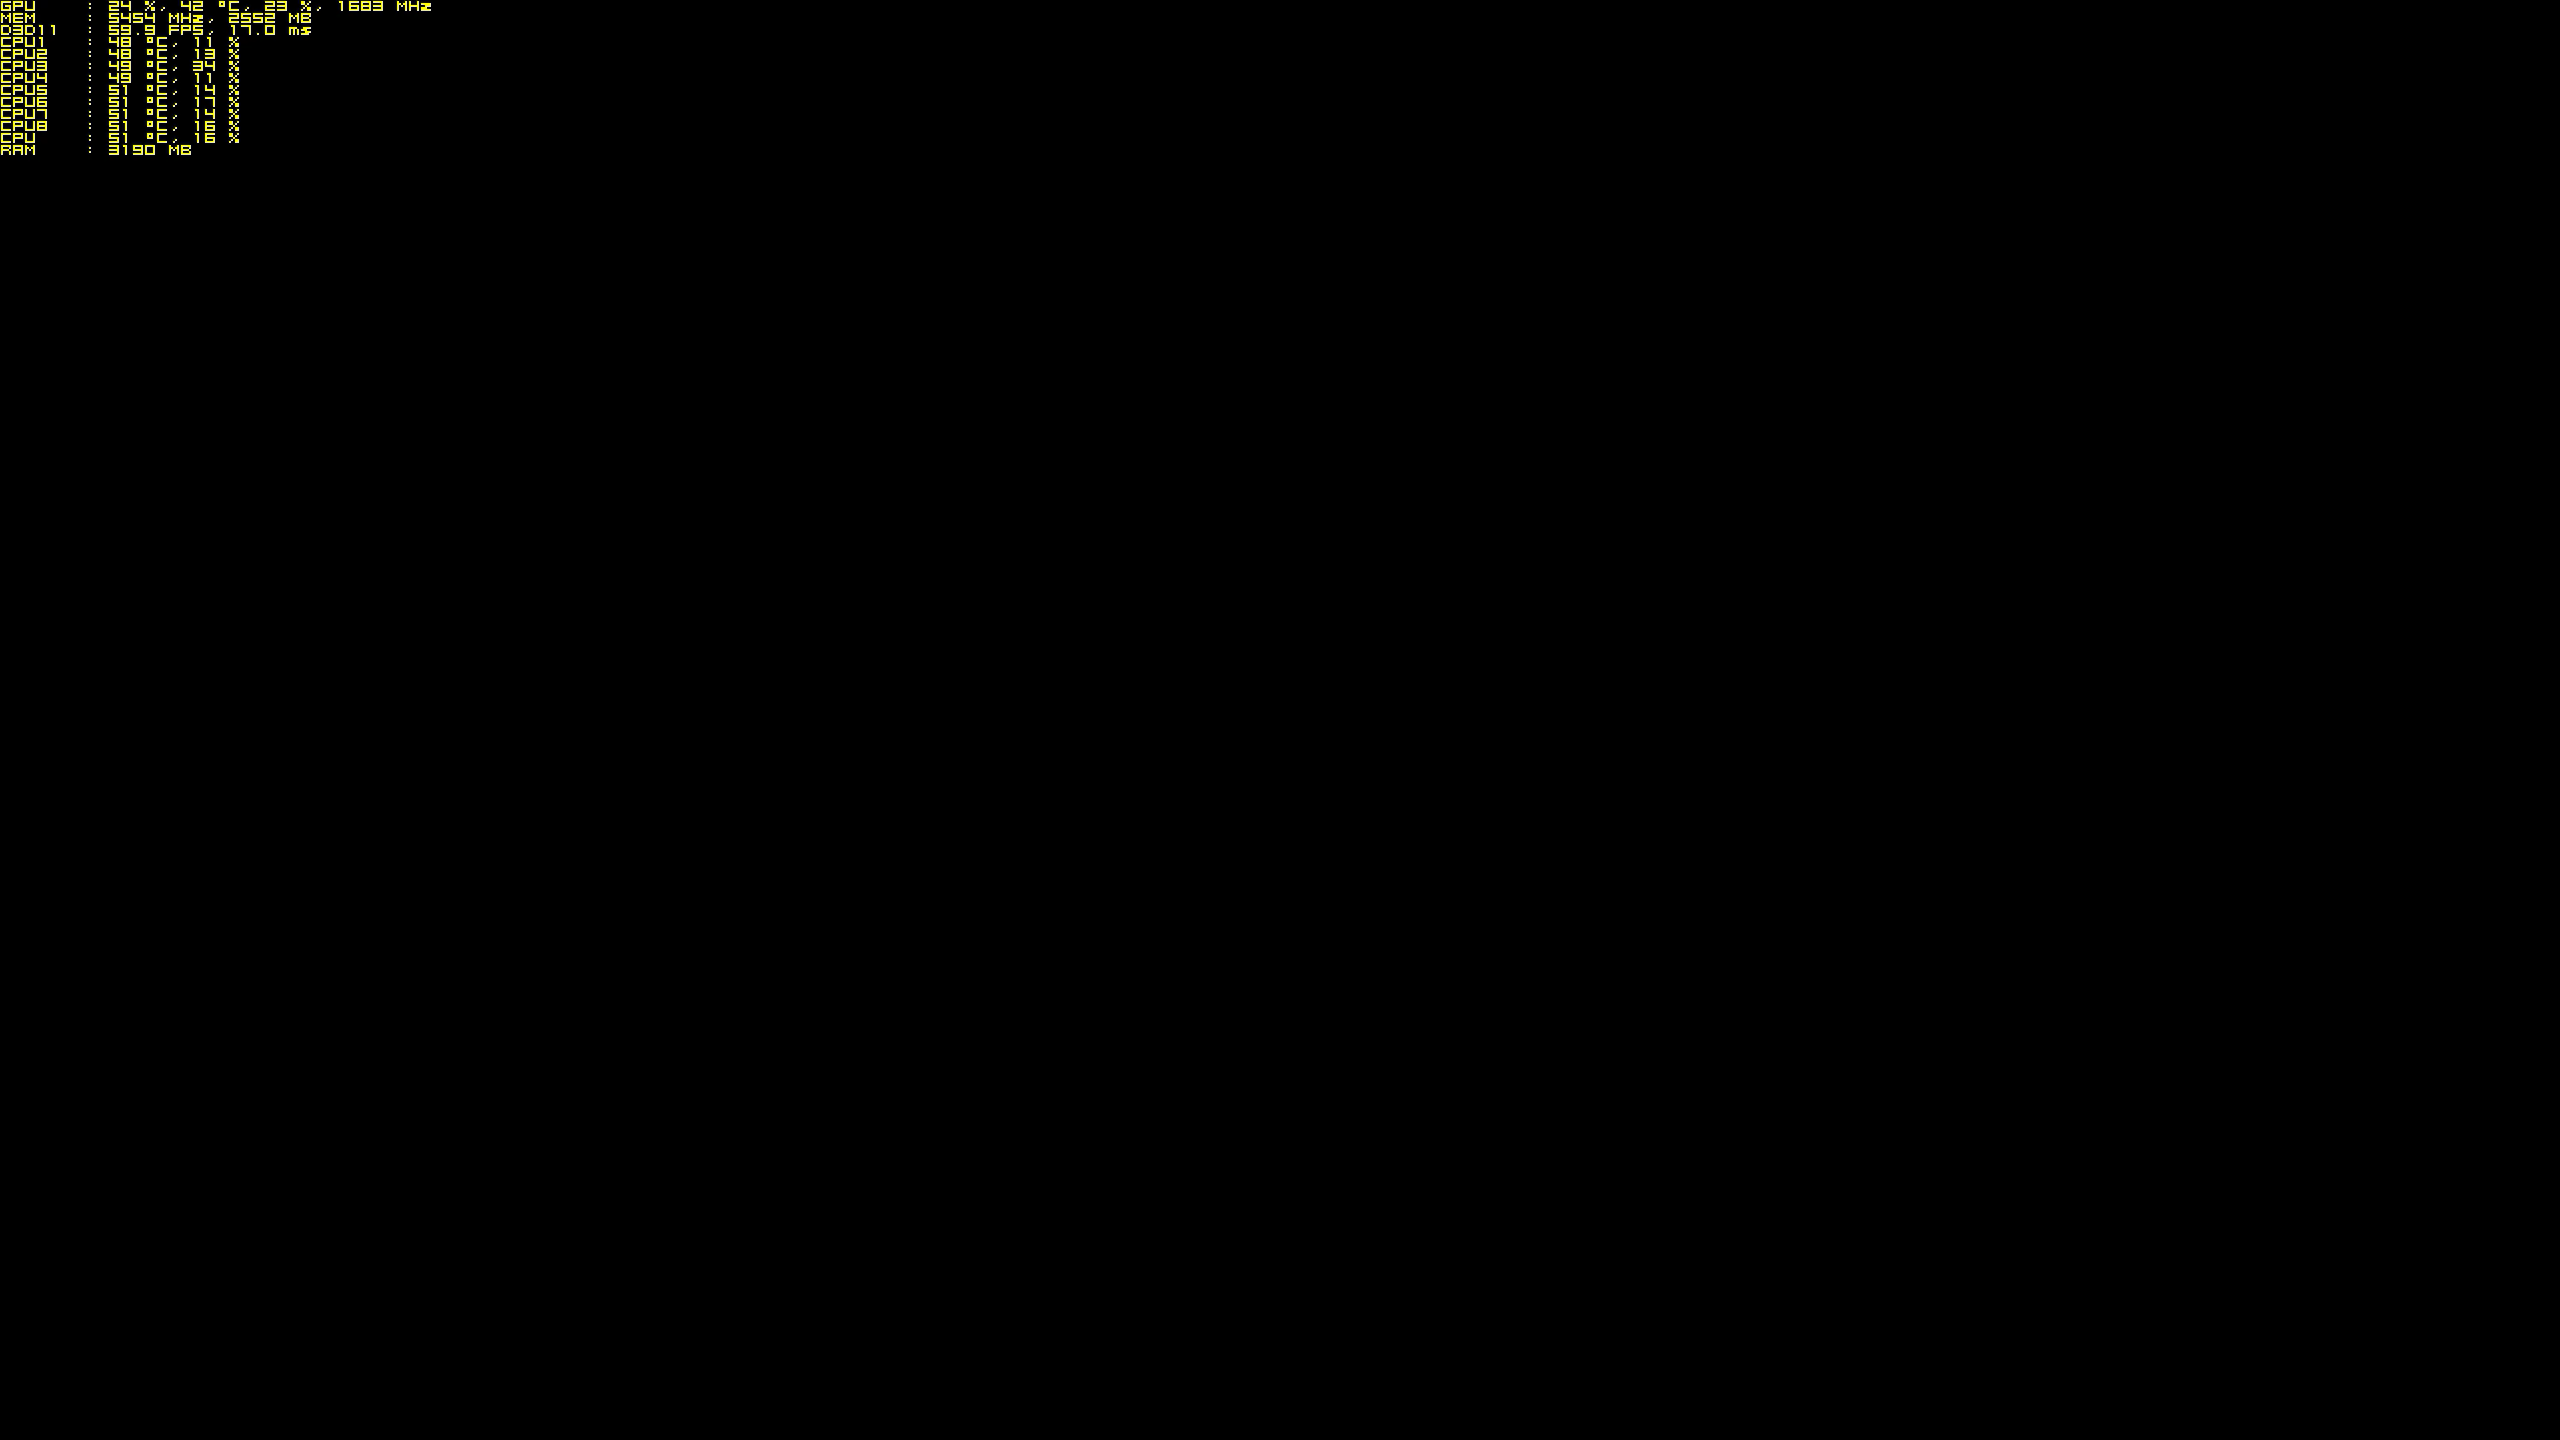 GPU : 24 %, 42 °C, 23 %, 1683 MHz
MEM : 5454 MHz, 2552 MB
D3D11 : 59.9 FPS, 17.0 ms
CPU1 : 48 °C, 11 %
CPU2 : 48 °C, 13 %
CPU3 : 49 °C, 34 %
CPU4 : 49 °C, 11 %
CPU5 : 51 °C, 14 %
CPU6 : 51 °C, 17 %
CPU7 : 51 °C, 14 %
CPU8 : 51 °C, 16 %
CPU : 51 °C, 16 %
RAM : 3190 MB